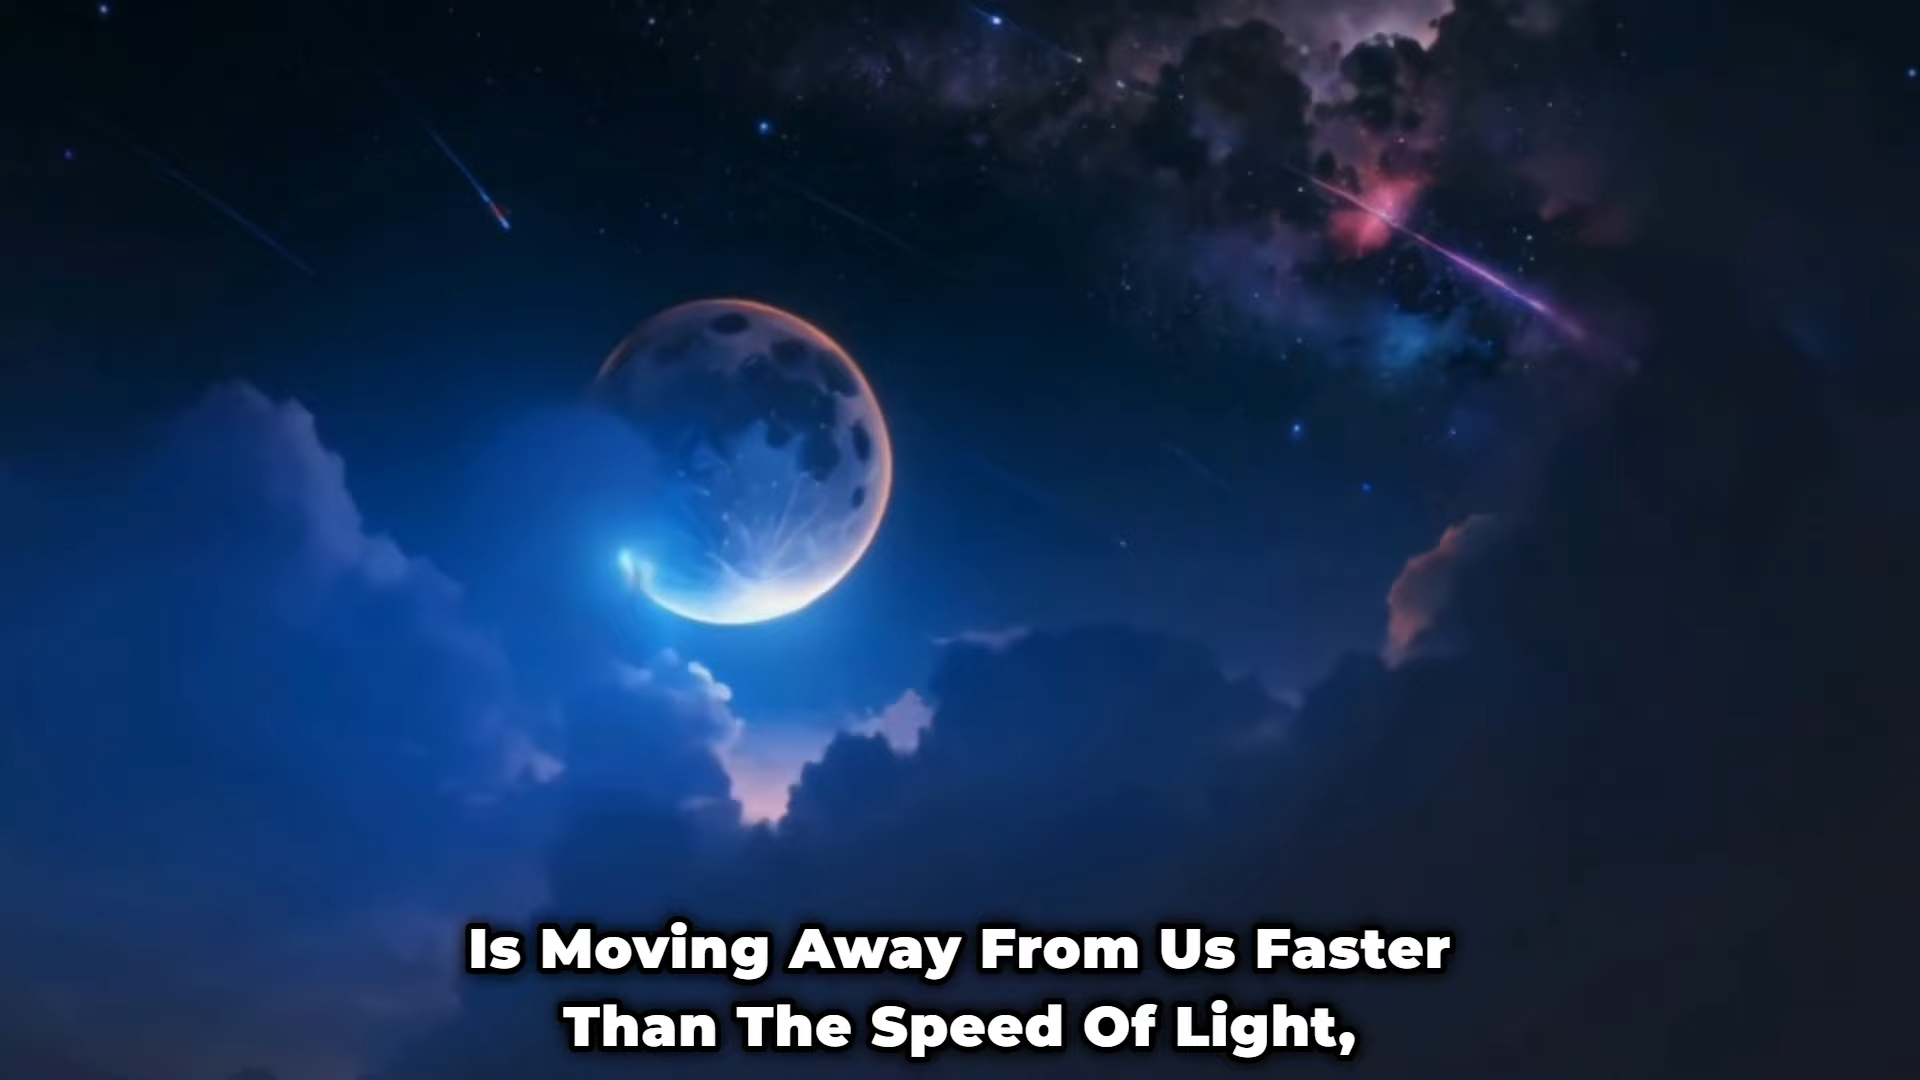 Is Moving Away From Us Faster
Than The Speed Of Light,